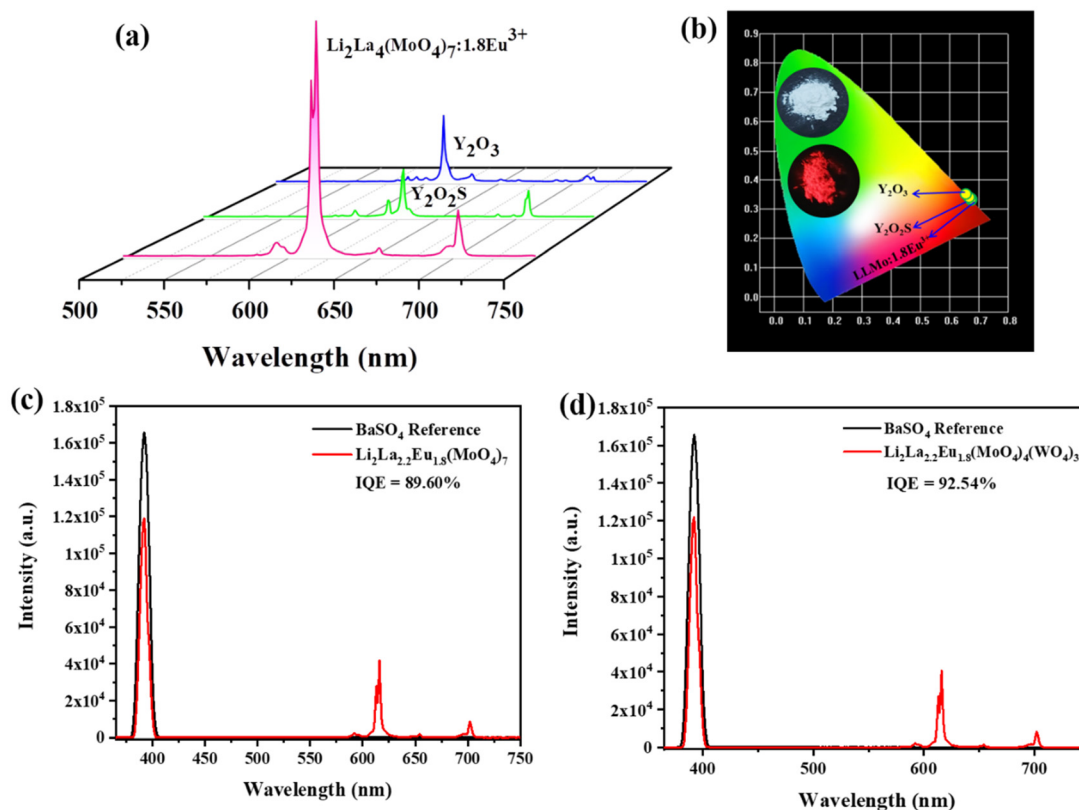 (a)
Li₂La₄(MoO₄)₇:1.8Eu³⁺
Y₂O₃
Y₂O₂S
500 550 600 650 700 750
Wavelength (nm)
(b)
0.9
0.8
0.7
0.6
0.5
0.4
0.3
0.2
0.1
0.0
Y₂O₃
Y₂O₂S
LLMo:1.8Eu³⁺
0.0 0.1 0.2 0.3 0.4 0.5 0.6 0.7 0.8
(c)
1.8x10⁵
1.6x10⁵
1.4x10⁵
1.2x10⁵
1x10⁵
8x10⁴
6x10⁴
4x10⁴
2x10⁴
0
Intensity (a.u.)
BaSO₄ Reference
Li₂La₂.₂Eu₁.₈(MoO₄)₇
IQE = 89.60%
400 450 500 550 600 650 700 750
Wavelength (nm)
(d)
1.8x10⁵
1.6x10⁵
1.4x10⁵
1.2x10⁵
1x10⁵
8x10⁴
6x10⁴
4x10⁴
2x10⁴
0
Intensity (a.u.)
BaSO₄ Reference
Li₂La₂.₂Eu₁.₈(MoO₄)₄(WO₄)₃
IQE = 92.54%
400 500 600 700
Wavelength (nm)